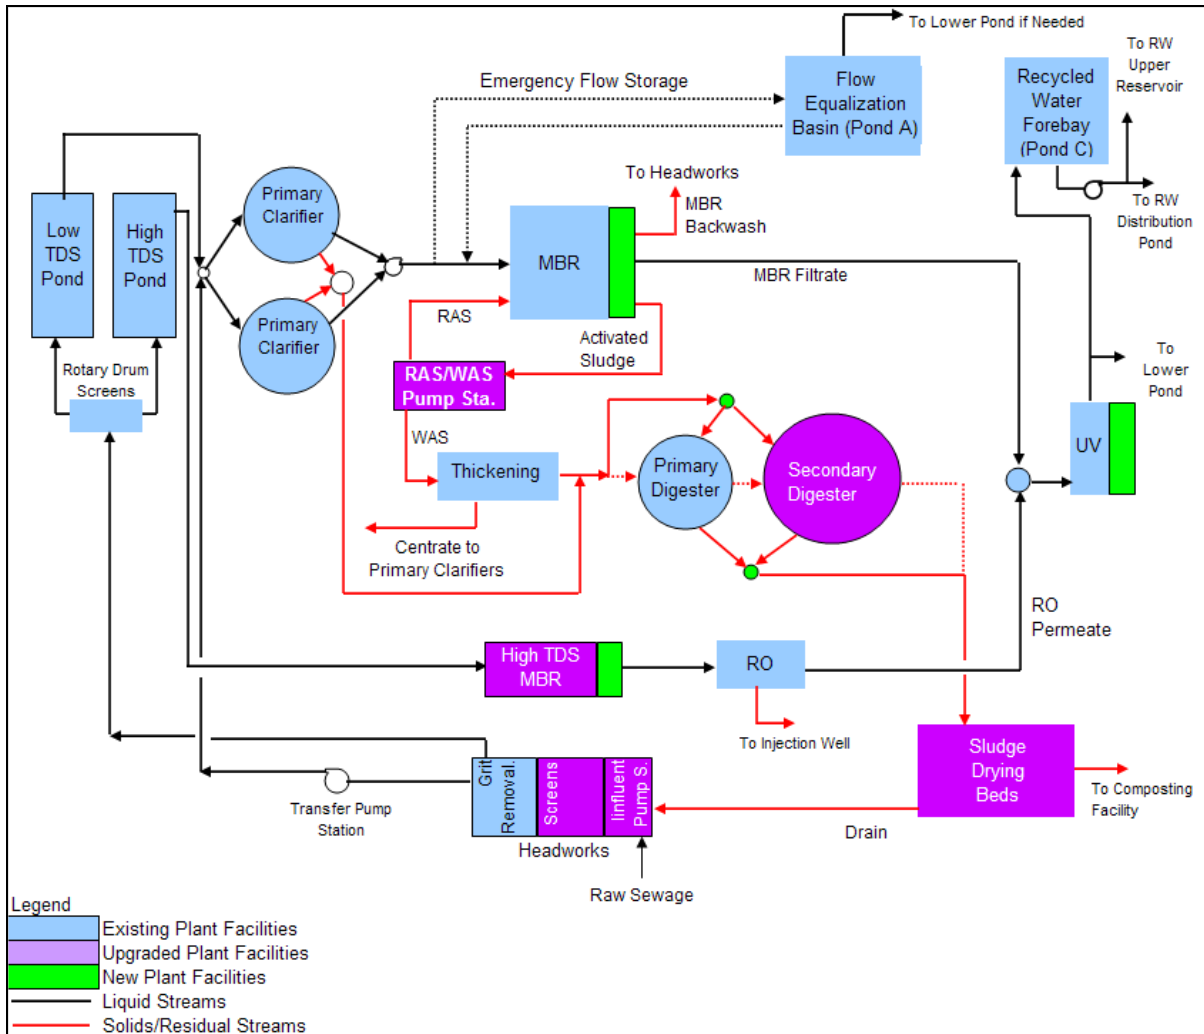 To Lower Pond if Needed
To RW
Upper
Reservoir
Flow
Equalization
Basin (Pond A)
Recycled
Water
Forebay
(Pond C)
Emergency Flow Storage
To Headworks
MBR
Backwash
To RW
Distribution
Pond
Primary
Clarifier
Low
TDS
Pond
High
TDS
Pond
MBR
MBR Filtrate
Primary
Clarifier
RAS
Activated
Sludge
To
Lower
Pond
Rotary Drum
Screens
RAS/WAS
Pump Sta.
WAS
UV
Thickening
Primary
Digester
Secondary
Digester
Centrate to
Primary Clarifiers
RO
Permeate
High TDS
MBR
RO
To Injection Well
Sludge
Drying
Beds
To Composting
Facility
Grit
Removal.
Screens
Iinfluent
Pump S.
Transfer Pump
Station
Headworks
Drain
Raw Sewage
Legend
Existing Plant Facilities
Upgraded Plant Facilities
New Plant Facilities
Liquid Streams
Solids/Residual Streams